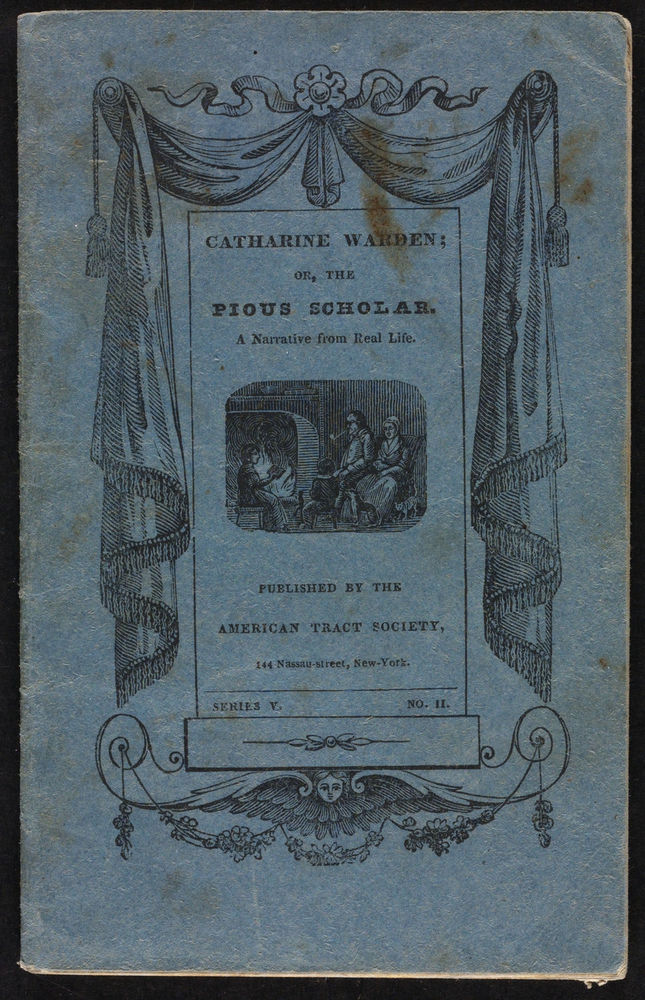 CATHARINE WARDEN;
OR, THE
PIOUS SCHOLAR.
A Narrative from Real Life.
PUBLISHED BY THE
AMERICAN TRACT SOCIETY,
144 Nassau-street, New-York.
SERIES V. NO. II.